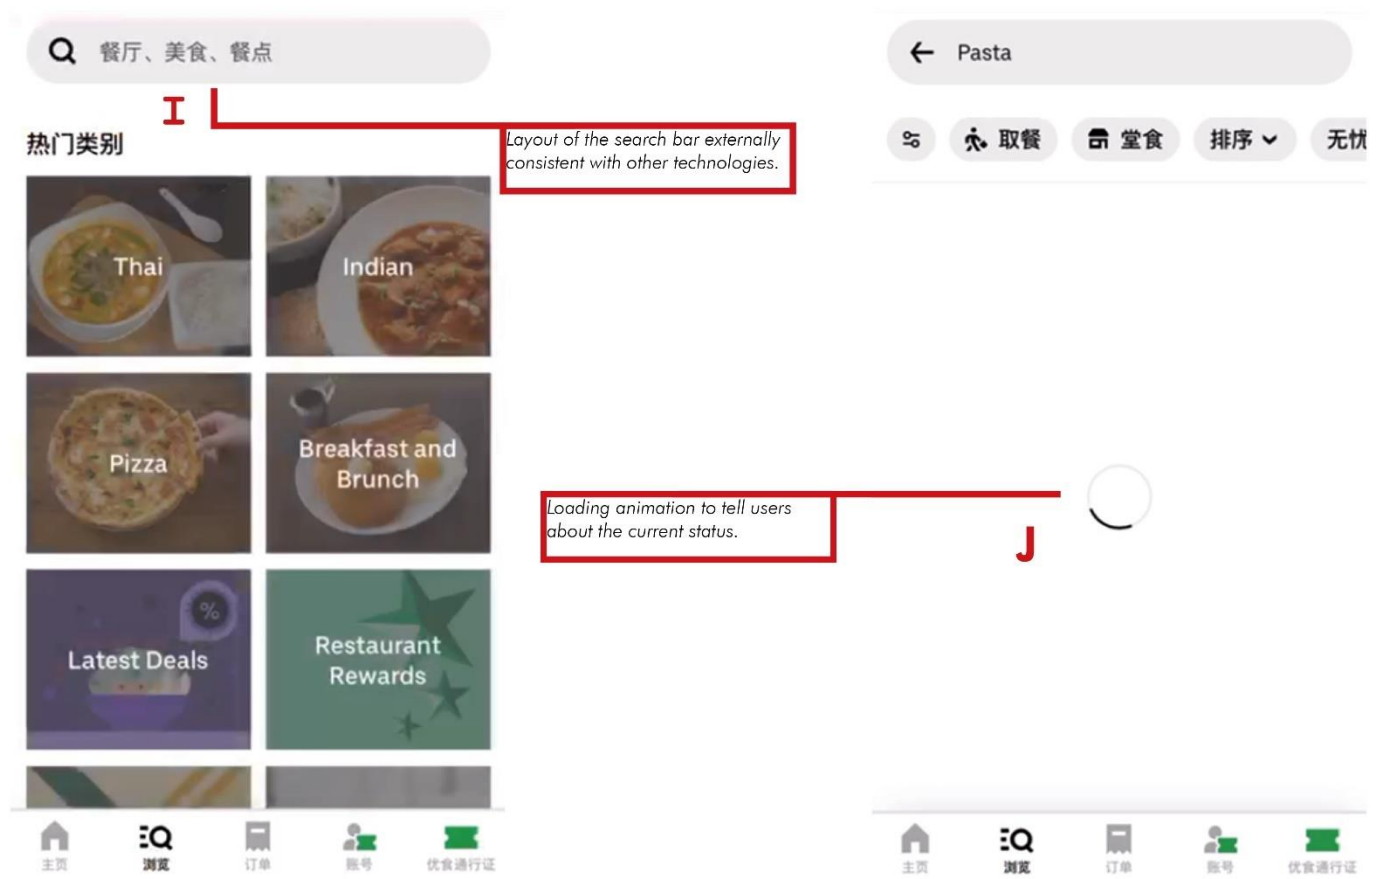 餐厅、美食、餐点
I
热门类别
Layout of the search bar externally
consistent with other technologies.
Thai
Indian
Pizza
Breakfast and
Brunch
%
Latest Deals
Restaurant
Rewards
主页
浏览
订单
账号
优食通行证
Pasta
取餐
堂食
排序
无忧
Loading animation to tell users
about the current status.
J
主页
浏览
订单
账号
优食通行证